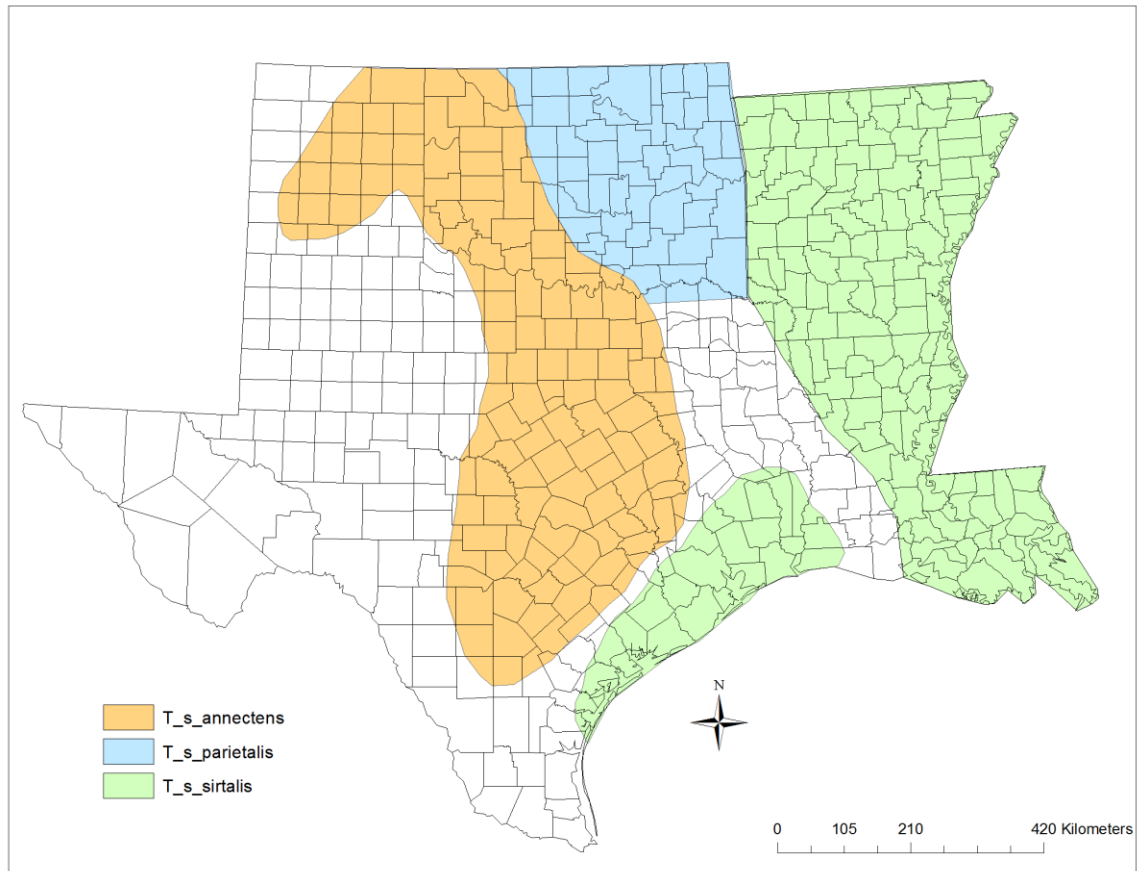 T_s_annectens
T_s_parietalis
T_s_sirtalis
N
0 105 210 420 Kilometers